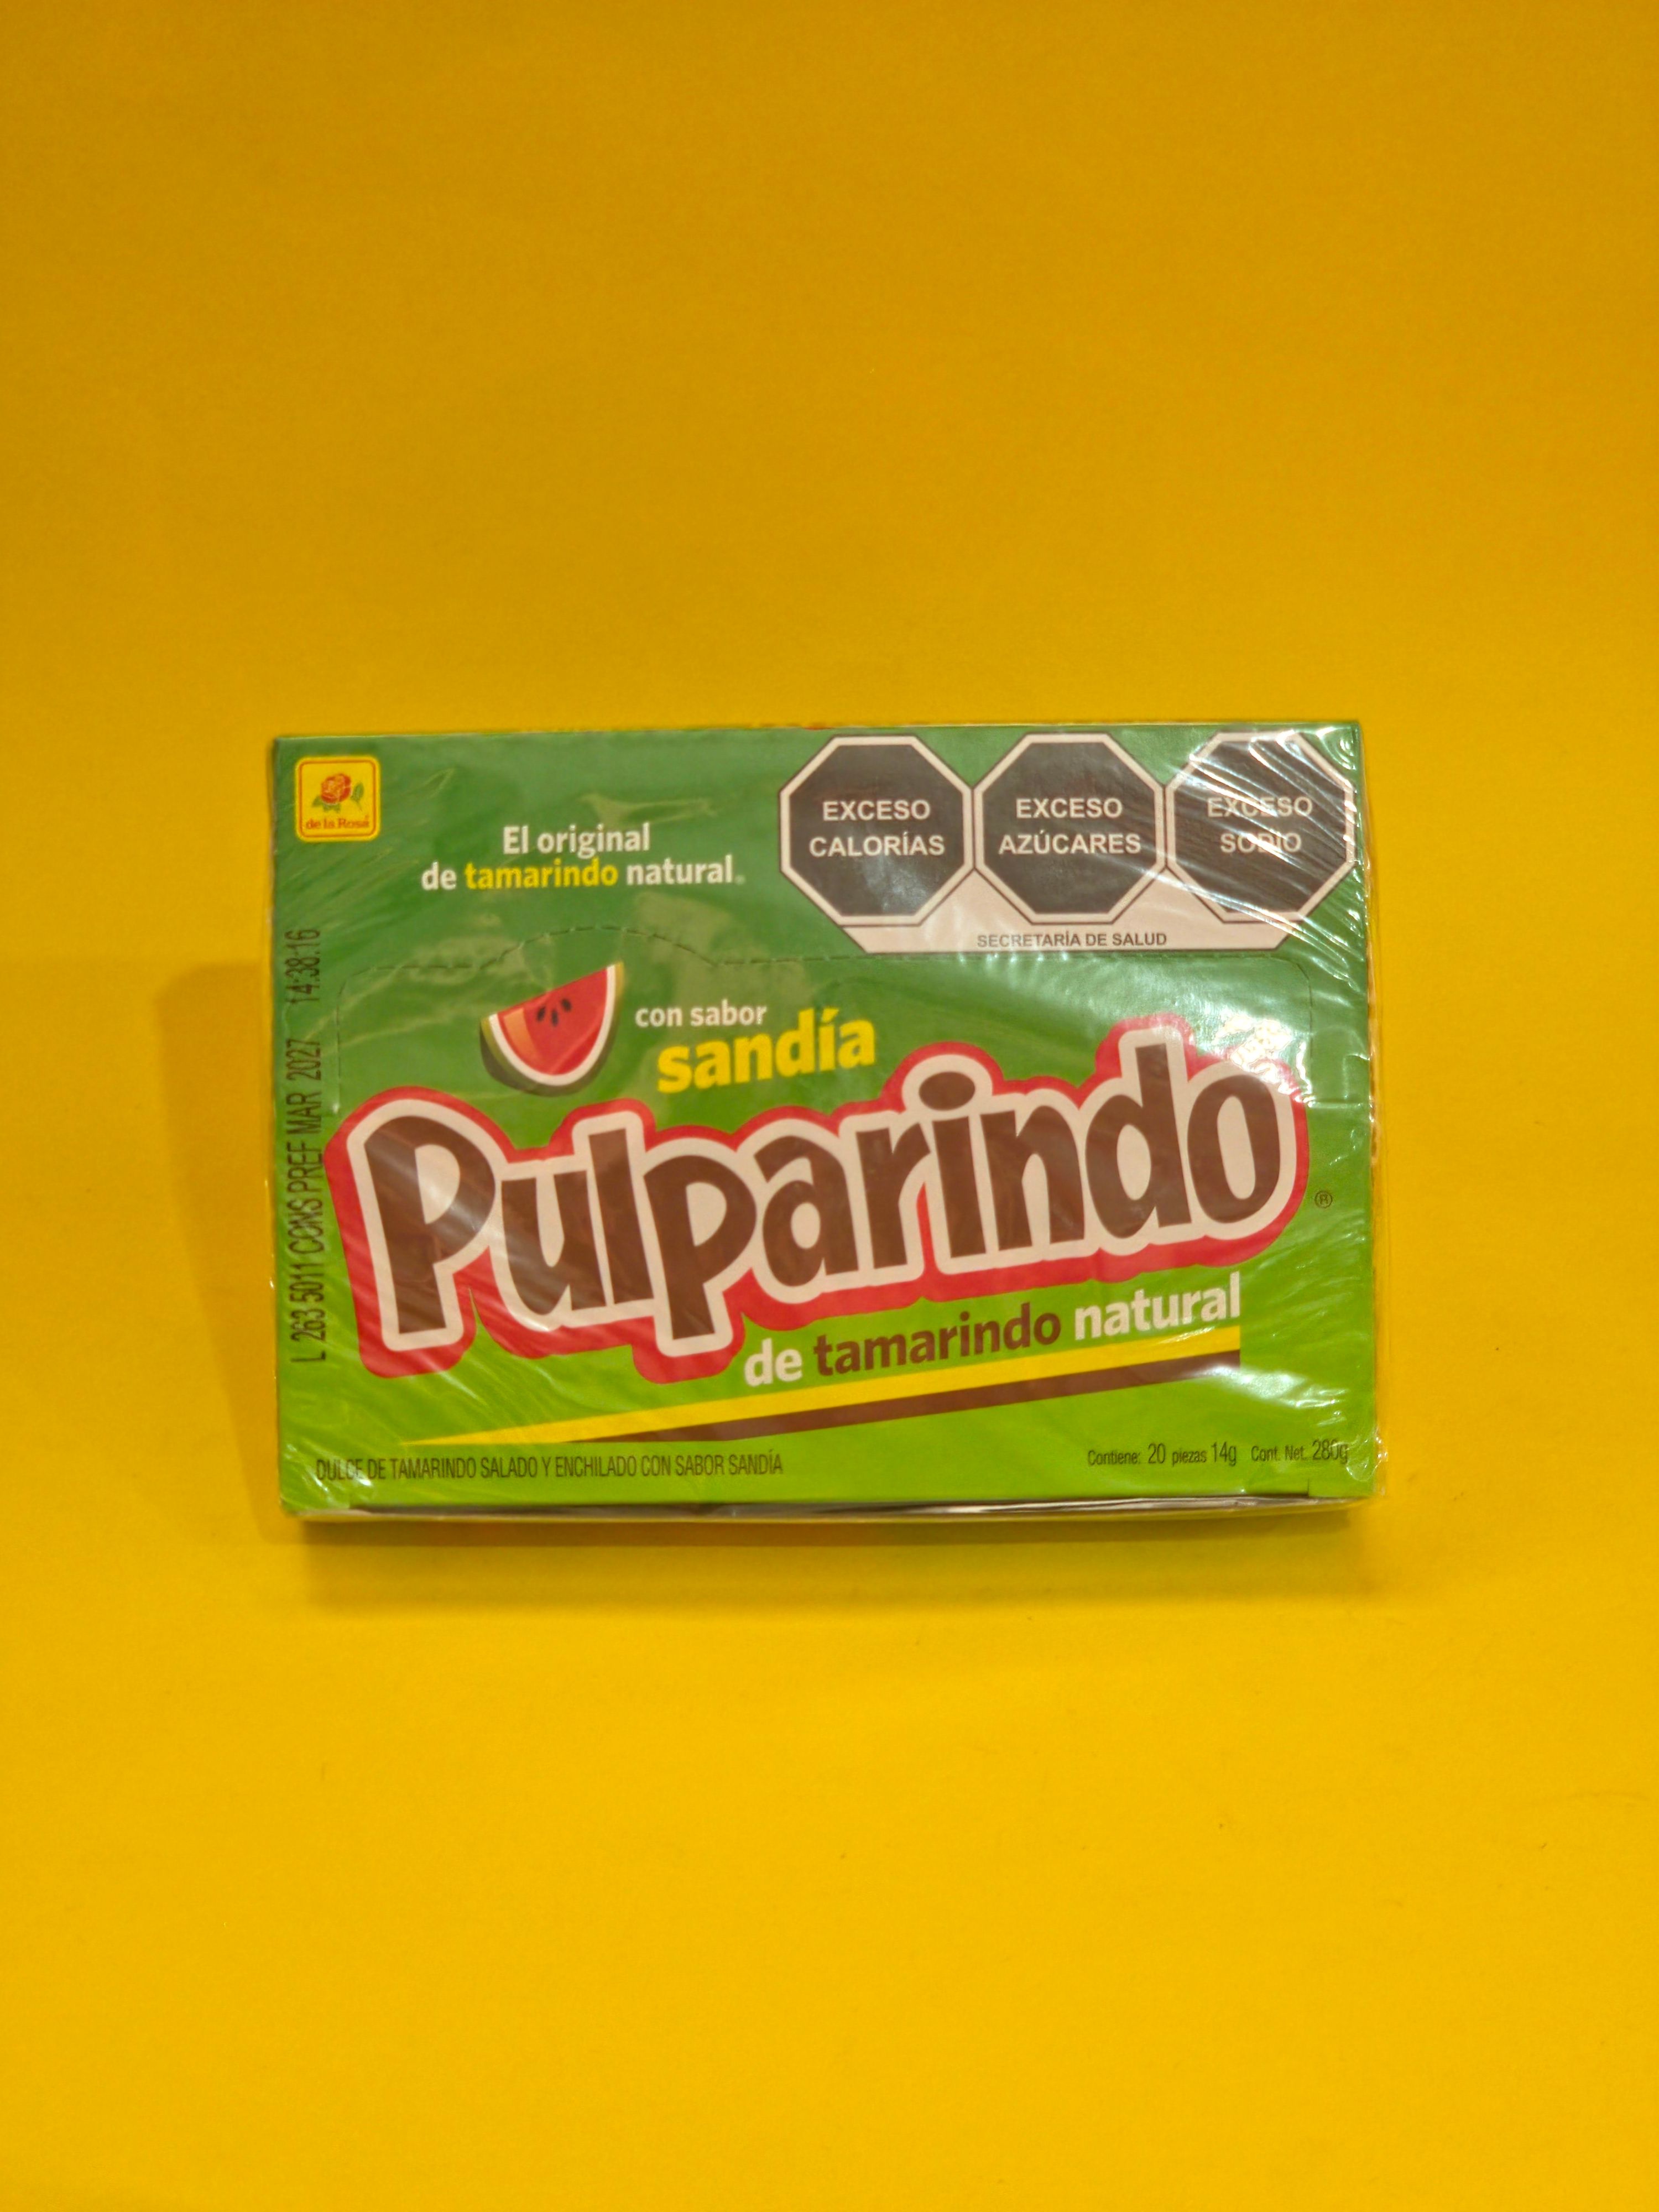 de la Rosa
El original
de tamarindo natural®
EXCESO
CALORÍAS
EXCESO
AZÚCARES
EXCESO
SODIO
SECRETARÍA DE SALUD
con sabor
sandía
Pulparindo®
de tamarindo natural
DULCE DE TAMARINDO SALADO Y ENCHILADO CON SABOR SANDÍA
Contiene: 20 piezas 14g Cont. Net. 280g
L 263 5011 CONS PREF MAR 2027 14:38:16